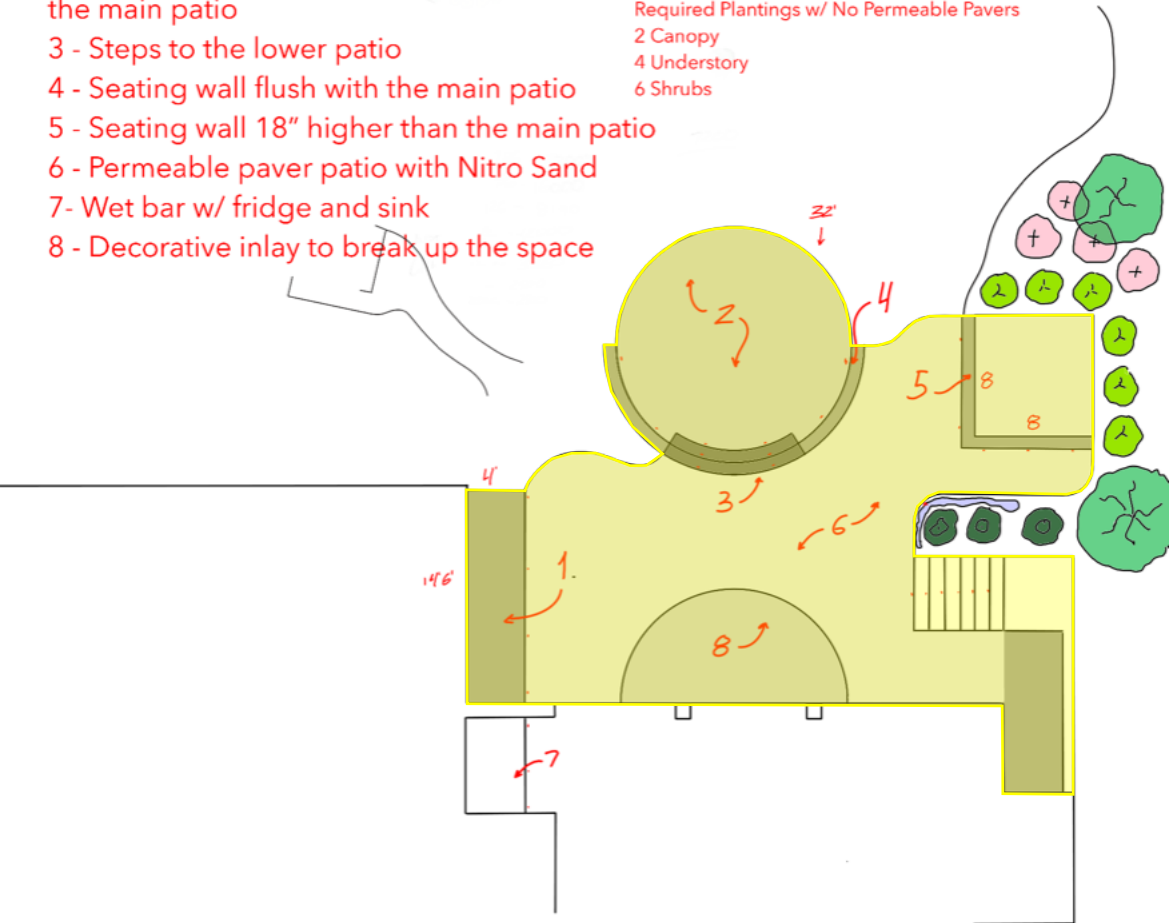 the main patio
3 - Steps to the lower patio
4 - Seating wall flush with the main patio
5 - Seating wall 18” higher than the main patio
6 - Permeable paver patio with Nitro Sand
7- Wet bar w/ fridge and sink
8 - Decorative inlay to break up the space
Required Plantings w/ No Permeable Pavers
2 Canopy
4 Understory
6 Shrubs
32'
4
2
5
8
8
4'
3
6
14'6"
1.
8
7